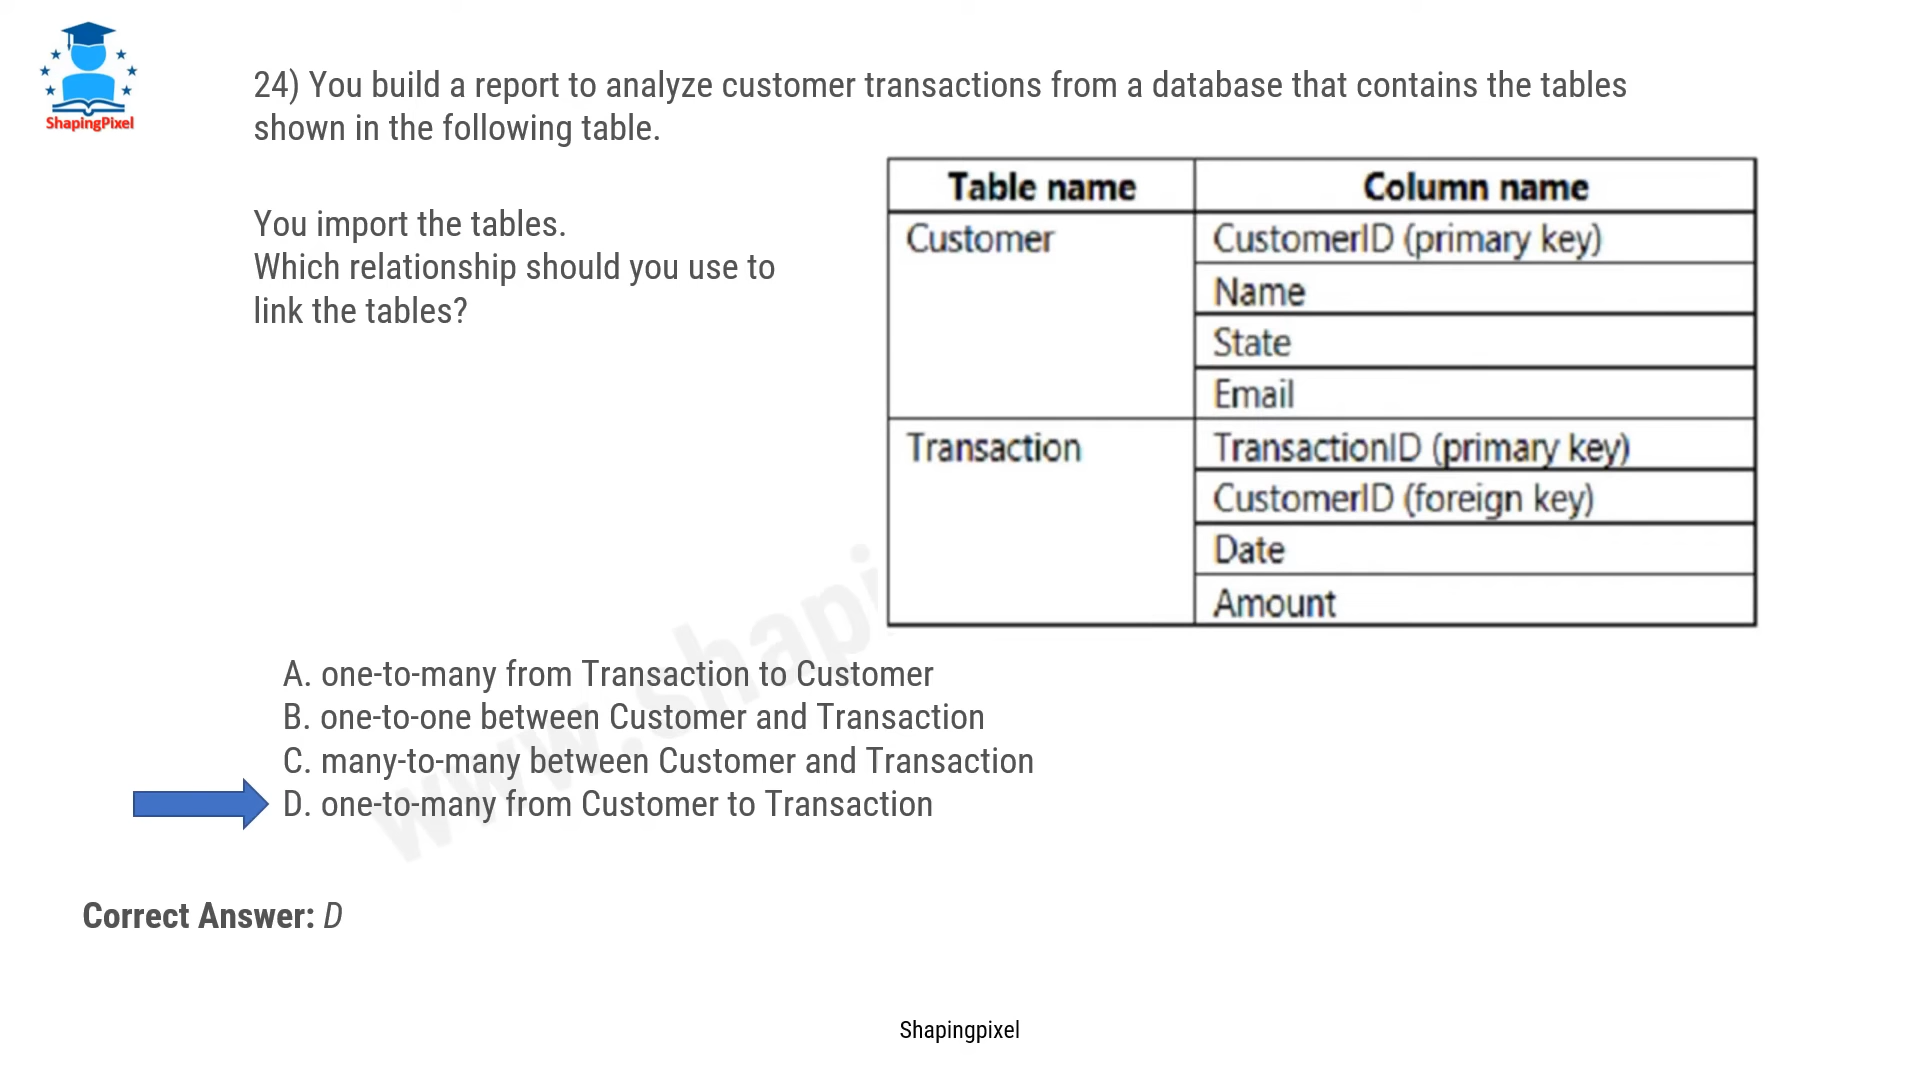 ShapingPixel
24) You build a report to analyze customer transactions from a database that contains the tables
shown in the following table.
You import the tables.
Which relationship should you use to
link the tables?
Table name Column name
Customer CustomerID (primary key)
Name
State
Email
Transaction TransactionID (primary key)
CustomerID (foreign key)
Date
Amount
www.shapi
A. one-to-many from Transaction to Customer
B. one-to-one between Customer and Transaction
C. many-to-many between Customer and Transaction
D. one-to-many from Customer to Transaction
Correct Answer: D
Shapingpixel